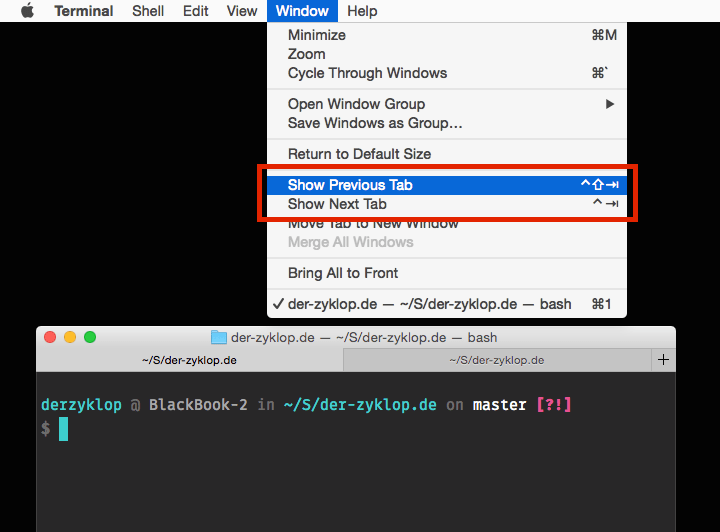 Terminal Shell Edit View Window Help
Minimize ⌘M
Zoom
Cycle Through Windows ⌘`
Open Window Group ▶
Save Windows as Group…
Return to Default Size
Show Previous Tab ^⇧⇥
Show Next Tab ^⇥
Move Tab to New Window
Merge All Windows
Bring All to Front
✓ der-zyklop.de — ~/S/der-zyklop.de — bash ⌘1
der-zyklop.de — ~/S/der-zyklop.de — bash
~/S/der-zyklop.de ~/S/der-zyklop.de +
derzyklop @ BlackBook-2 in ~/S/der-zyklop.de on master [?!]
$